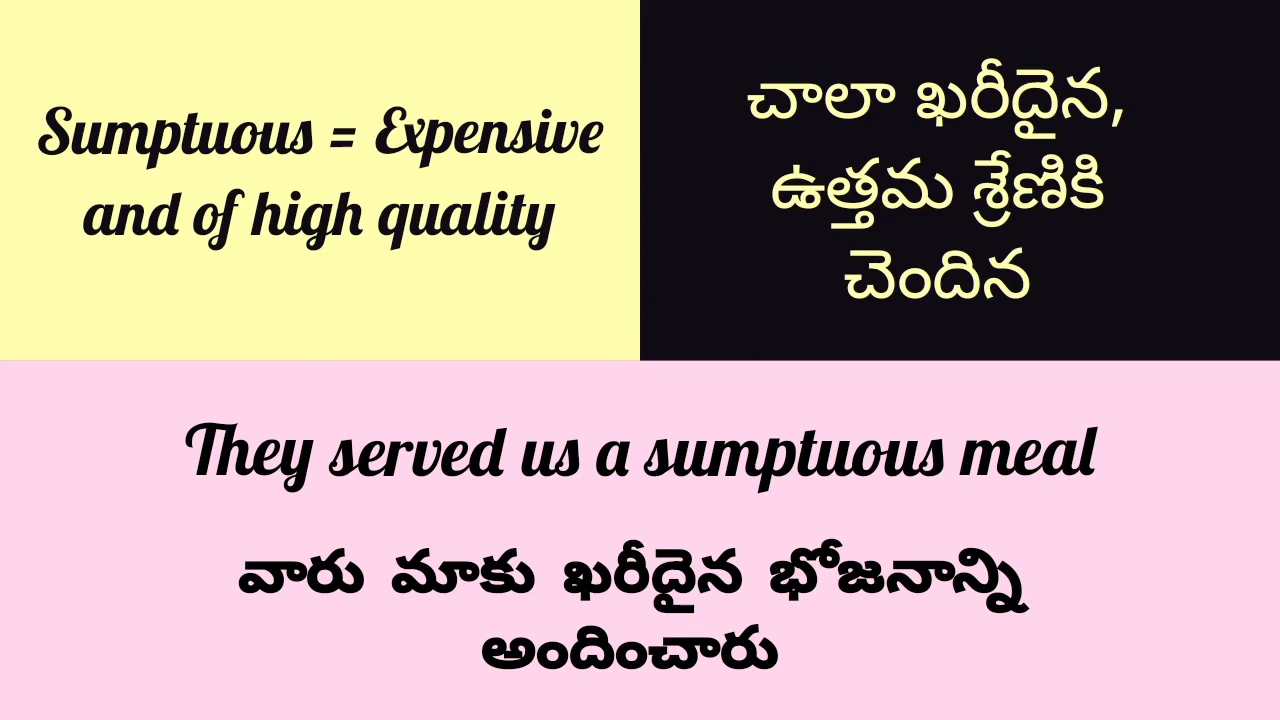 Sumptuous = Expensive
and of high quality
చాలా ఖరీదైన,
ఉత్తమ శ్రేణికి
చెందిన
They served us a sumptuous meal
వారు మాకు ఖరీదైన భోజనాన్ని
అందించారు